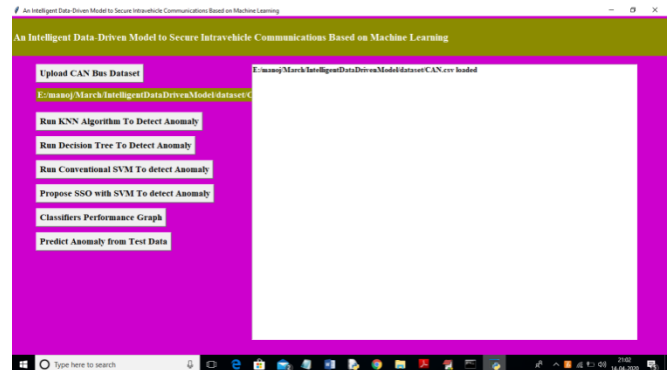 An Intelligent Data-Driven Model to Secure Intravehicle Communications Based on Machine Learning
An Intelligent Data-Driven Model to Secure Intravehicle Communications Based on Machine Learning
Upload CAN Bus Dataset
E:/manoj/March/IntelligentDataDrivenModel/dataset/C
E:/manoj/March/IntelligentDataDrivenModel/dataset/CAN.csv loaded
Run KNN Algorithm To Detect Anomaly
Run Decision Tree To Detect Anomaly
Run Conventional SVM To detect Anomaly
Propose SSO with SVM To detect Anomaly
Classifiers Performance Graph
Predict Anomaly from Test Data
Type here to search
21:02
14-04-2020